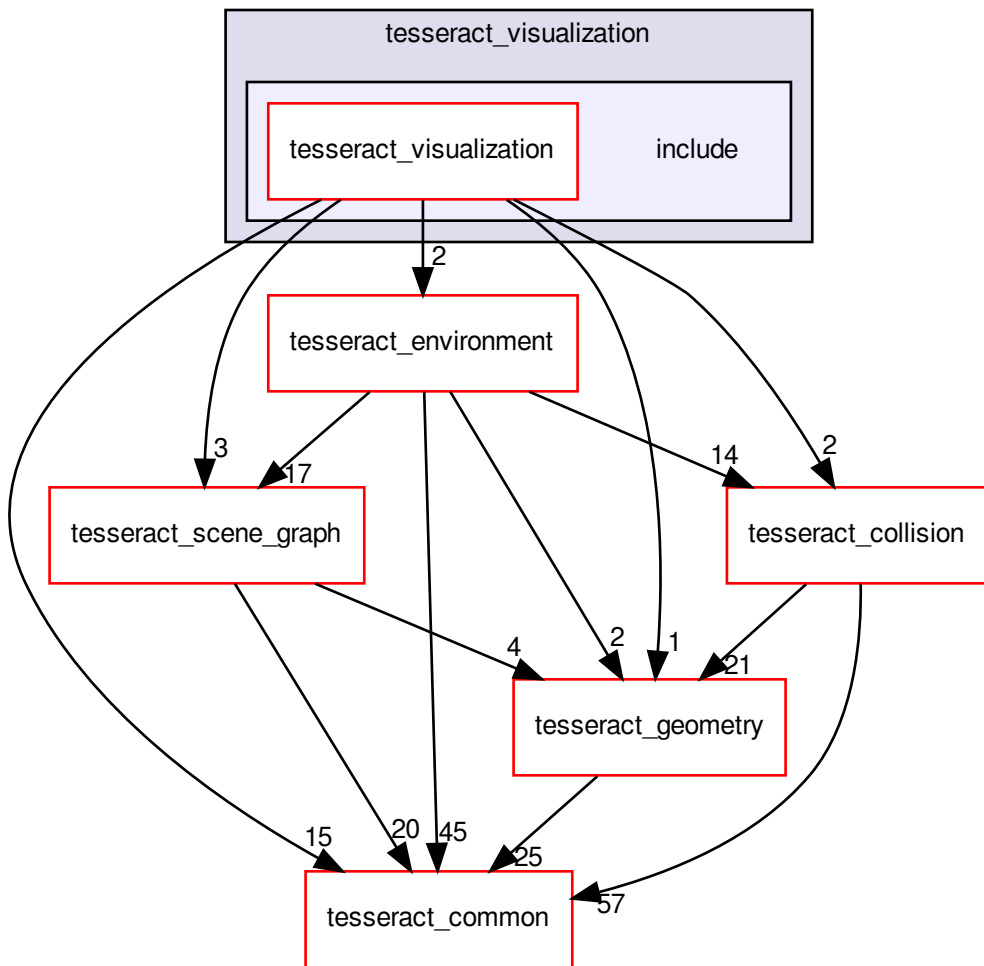 tesseract_visualization
tesseract_visualization
include
2
tesseract_environment
3
17
14
2
tesseract_scene_graph
tesseract_collision
4
2
1
21
tesseract_geometry
15
20
45
25
57
tesseract_common